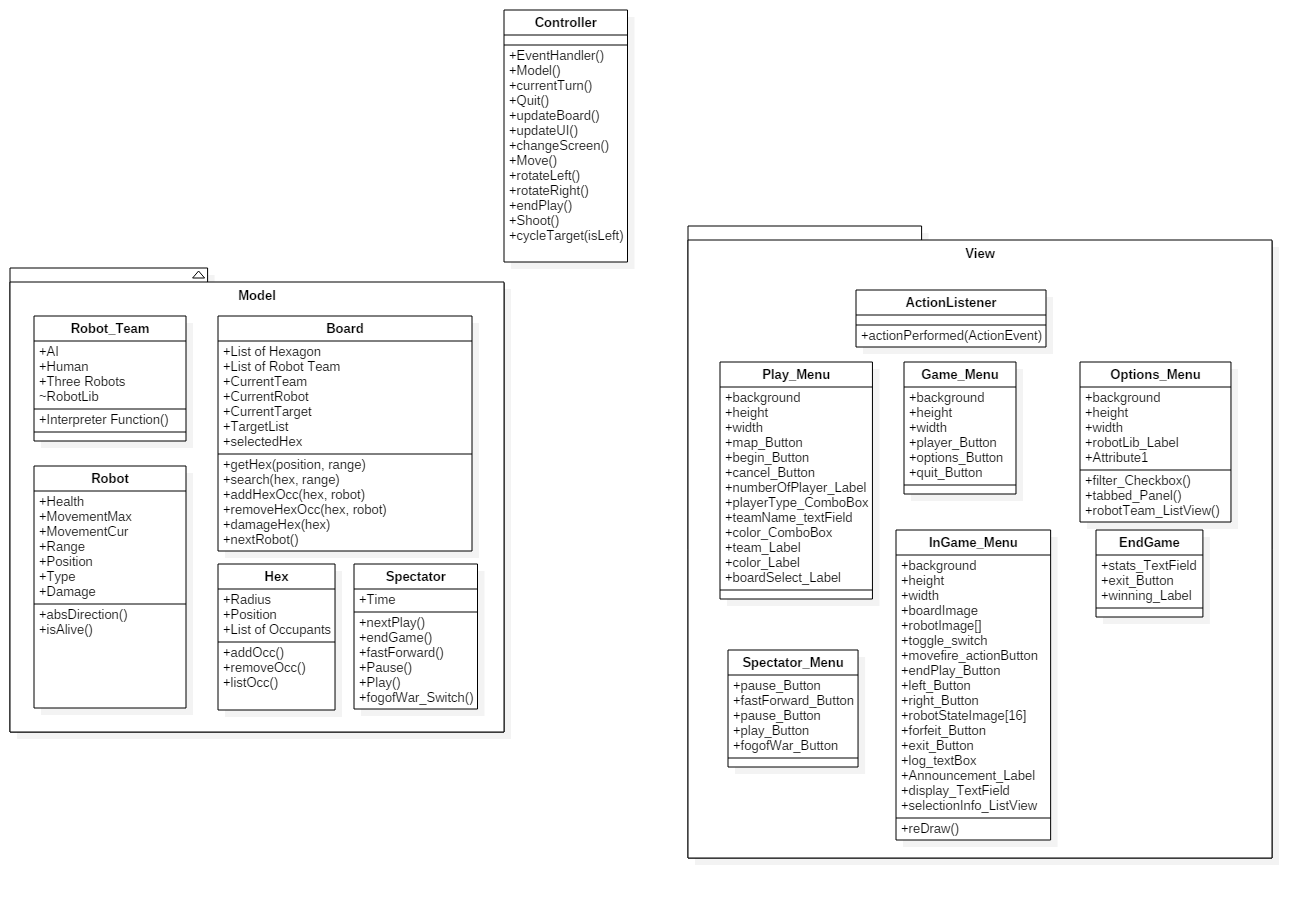 Controller
+EventHandler()
+Model()
+currentTurn()
+Quit()
+updateBoard()
+updateUI()
+changeScreen()
+Move()
+rotateLeft()
+rotateRight()
+endPlay()
+Shoot()
+cycleTarget(isLeft)
Model
Robot_Team
+AI
+Human
+Three Robots
~RobotLib
+Interpreter Function()
Board
+List of Hexagon
+List of Robot Team
+CurrentTeam
+CurrentRobot
+CurrentTarget
+TargetList
+selectedHex
+getHex(position, range)
+search(hex, range)
+addHexOcc(hex, robot)
+removeHexOcc(hex, robot)
+damageHex(hex)
+nextRobot()
Robot
+Health
+MovementMax
+MovementCur
+Range
+Position
+Type
+Damage
+absDirection()
+isAlive()
Hex
+Radius
+Position
+List of Occupants
+addOcc()
+removeOcc()
+listOcc()
Spectator
+Time
+nextPlay()
+endGame()
+fastForward()
+Pause()
+Play()
+fogofWar_Switch()
View
ActionListener
+actionPerformed(ActionEvent)
Play_Menu
+background
+height
+width
+map_Button
+begin_Button
+cancel_Button
+numberOfPlayer_Label
+playerType_ComboBox
+teamName_textField
+color_ComboBox
+team_Label
+color_Label
+boardSelect_Label
Game_Menu
+background
+height
+width
+player_Button
+options_Button
+quit_Button
Options_Menu
+background
+height
+width
+robotLib_Label
+Attribute1
+filter_Checkbox()
+tabbed_Panel()
+robotTeam_ListView()
InGame_Menu
+background
+height
+width
+boardImage
+robotImage[]
+toggle_switch
+movefire_actionButton
+endPlay_Button
+left_Button
+right_Button
+robotStateImage[16]
+forfeit_Button
+exit_Button
+log_textBox
+Announcement_Label
+display_TextField
+selectionInfo_ListView
+reDraw()
EndGame
+stats_TextField
+exit_Button
+winning_Label
Spectator_Menu
+pause_Button
+fastForward_Button
+pause_Button
+play_Button
+fogofWar_Button